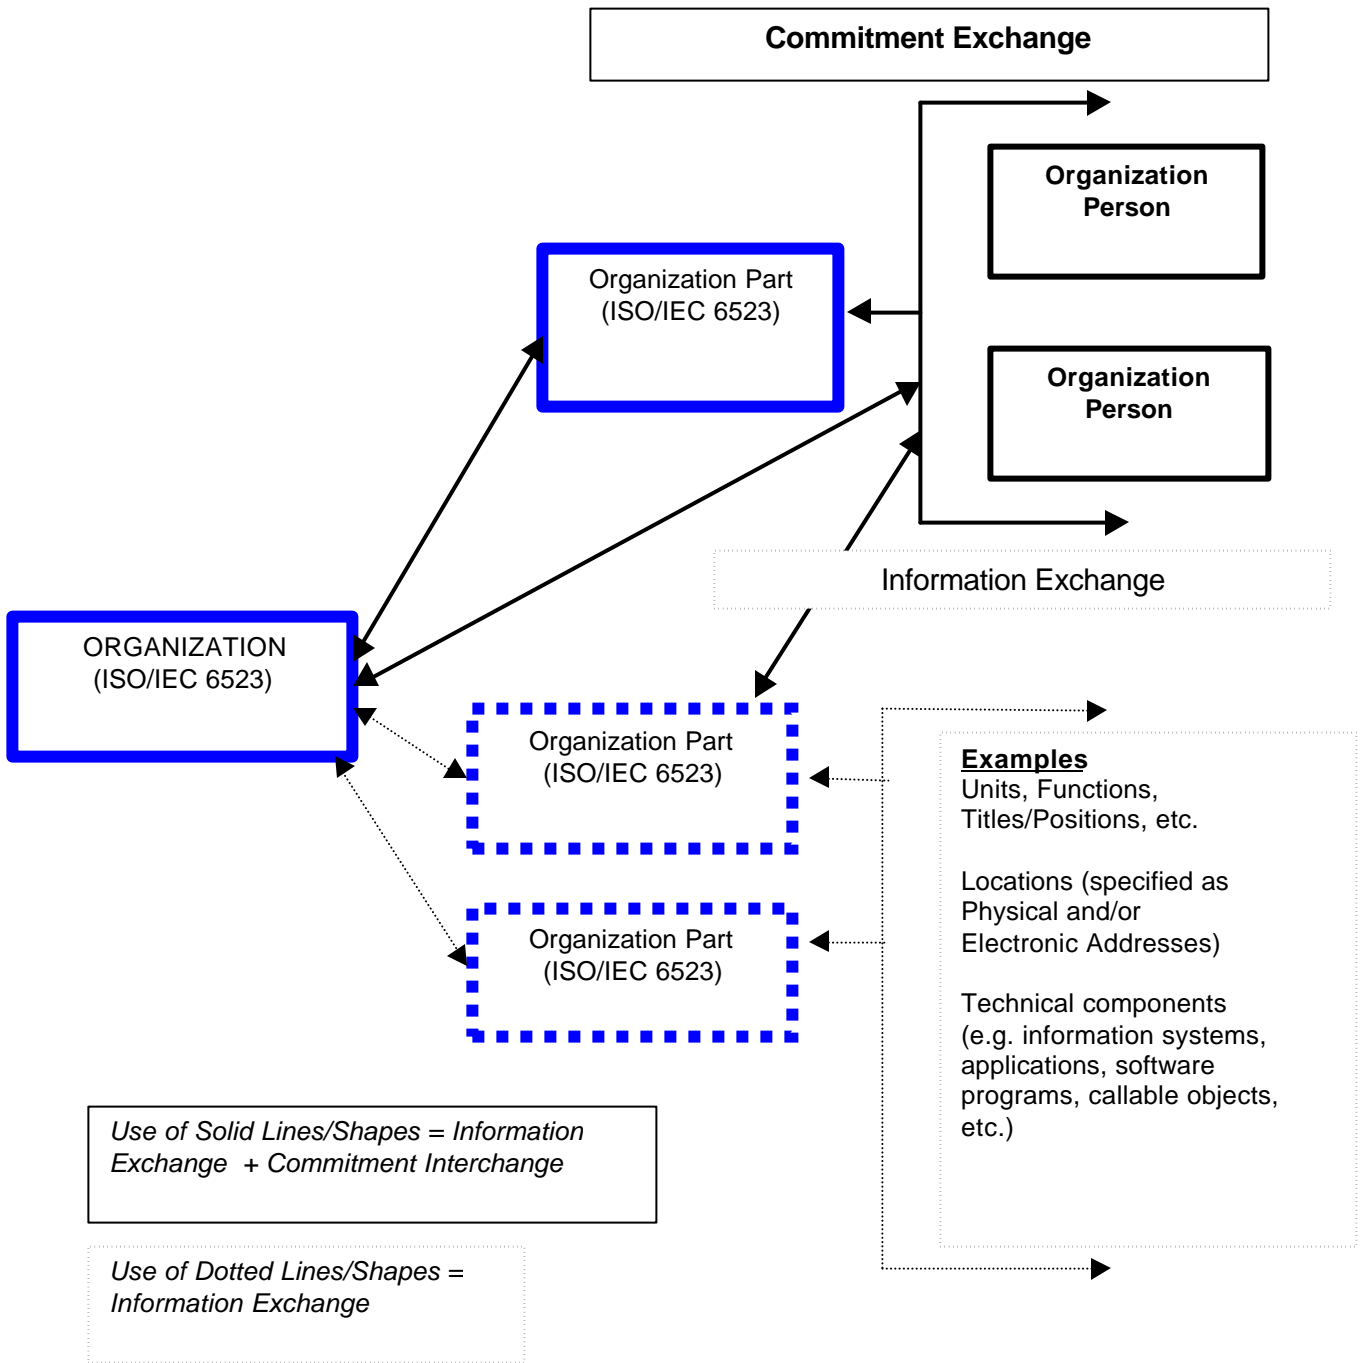 Commitment Exchange
Organization
Person
Organization Part
(ISO/IEC 6523)
Organization
Person
Information Exchange
ORGANIZATION
(ISO/IEC 6523)
Organization Part
(ISO/IEC 6523)
Examples
Units, Functions,
Titles/Positions, etc.
Locations (specified as
Physical and/or
Electronic Addresses)
Technical components
(e.g. information systems,
applications, software
programs, callable objects,
etc.)
Organization Part
(ISO/IEC 6523)
Use of Solid Lines/Shapes = Information
Exchange + Commitment Interchange
Use of Dotted Lines/Shapes =
Information Exchange